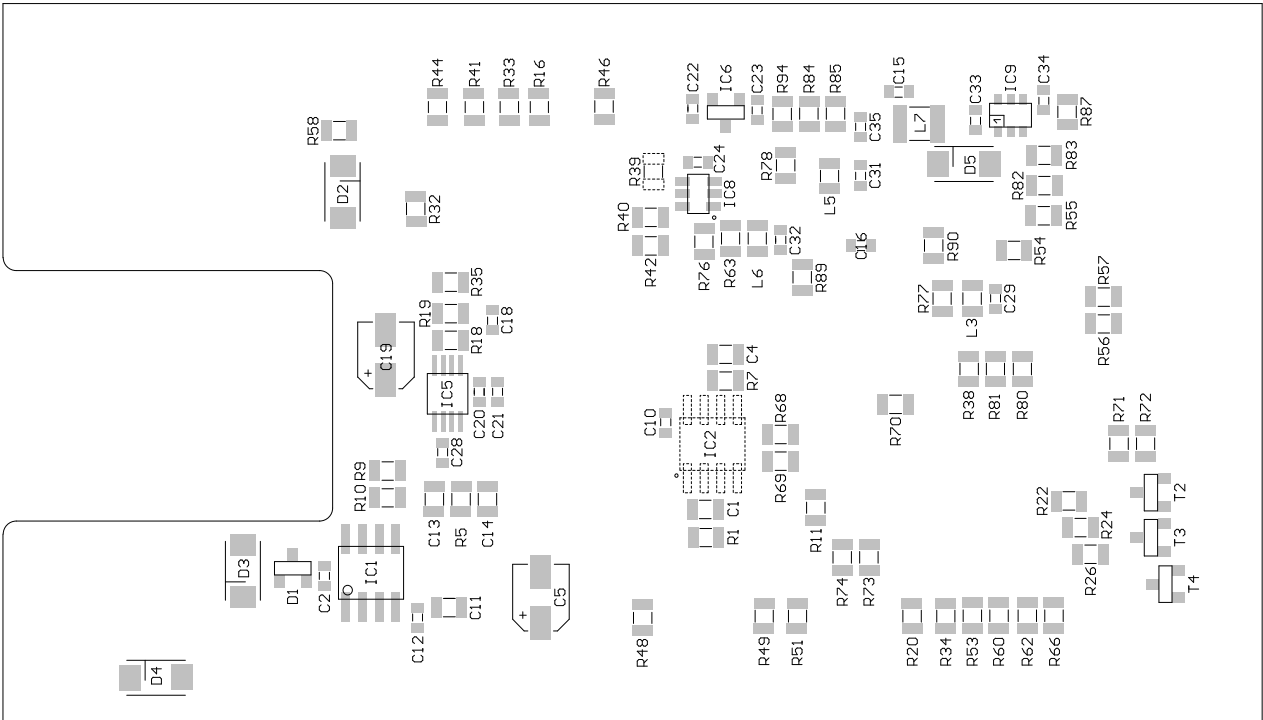 R44
R41
R33
R16
R46
C22
IC6
C23
R94
R84
R85
C15
C33
IC9
C34
R87
R58
C35
L7
1
D2
R32
R39
C24
IC8
R78
L5
C31
D5
R83
R82
R55
R40
R42
R76
R63
L6
C32
R89
C16
R90
R54
R35
R19
R18
C18
C19
+
R77
L3
C29
R57
R56
C4
R7
IC5
C20
C21
C28
C10
IC2
R68
R69
R70
R38
R81
R80
R71
R72
R9
R10
C13
R5
C14
C1
R1
R11
R22
R24
R26
T2
T3
T4
D3
D1
C2
IC1
C12
C11
C5
+
R74
R73
R48
R49
R51
R20
R34
R53
R60
R62
R66
D4